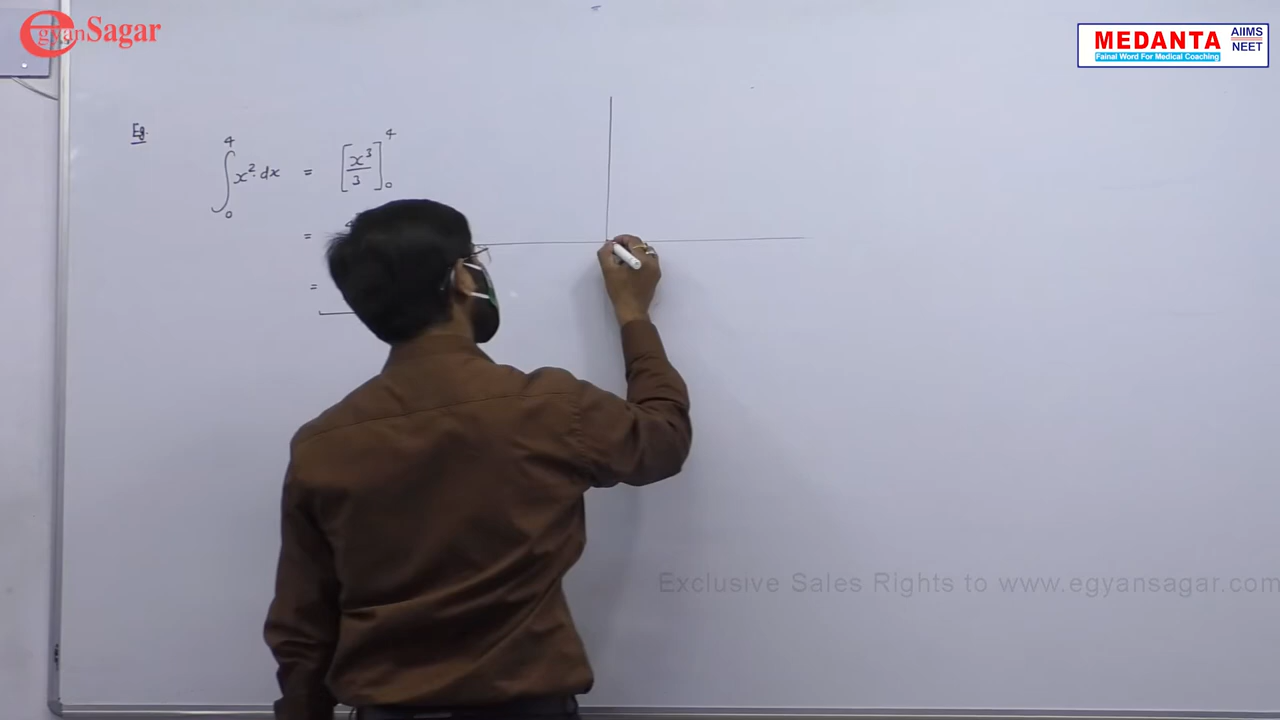 egyanSagar
MEDANTA
AIIMS
NEET
Fainal Word For Medical Coaching
Eg.
∫₀⁴ x². dx = [x³/3]₀⁴
=
=
Exclusive Sales Rights to www.egyansagar.com